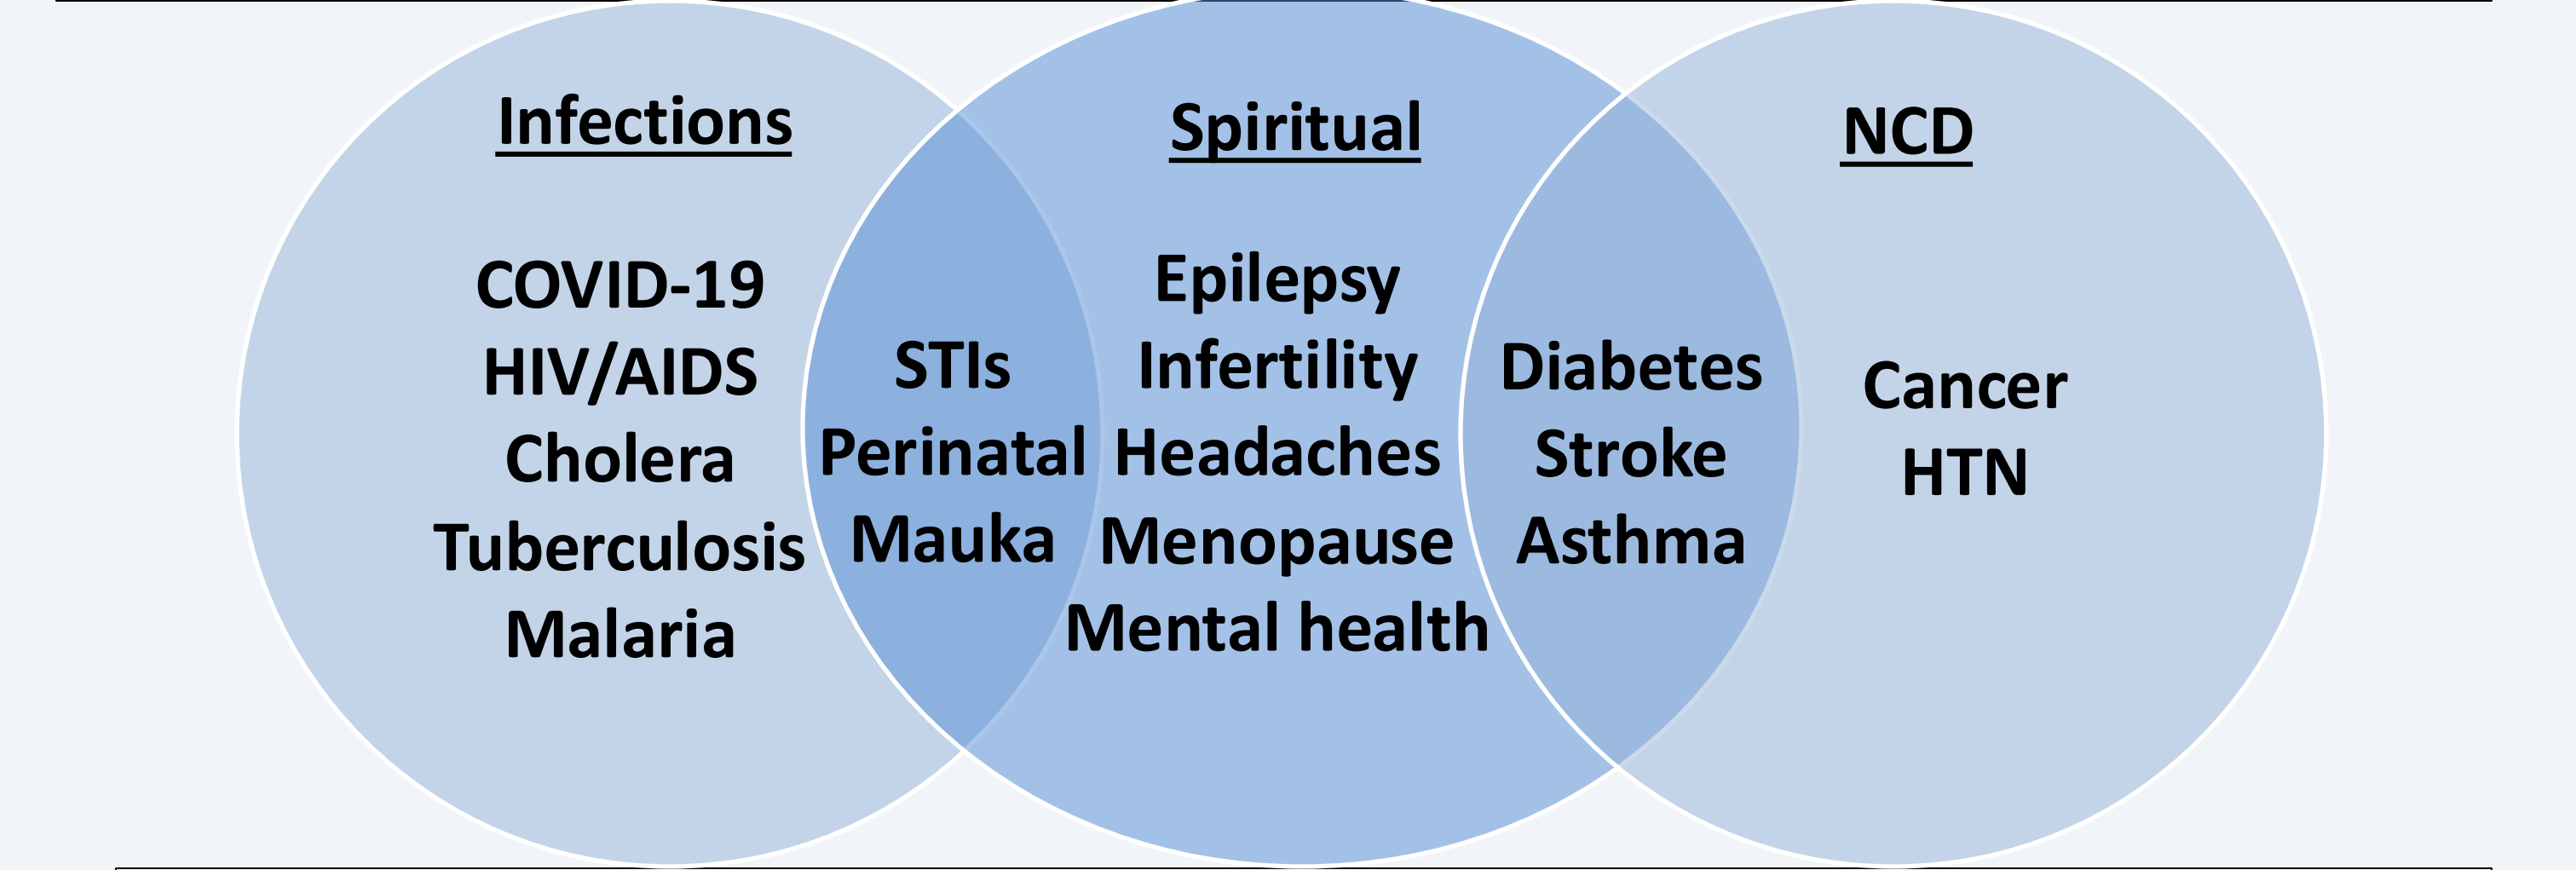 Infections
COVID-19
HIV/AIDS
Cholera
Tuberculosis
Malaria
STIs
Perinatal
Mauka
Spiritual
Epilepsy
Infertility
Headaches
Menopause
Mental health
Diabetes
Stroke
Asthma
NCD
Cancer
HTN